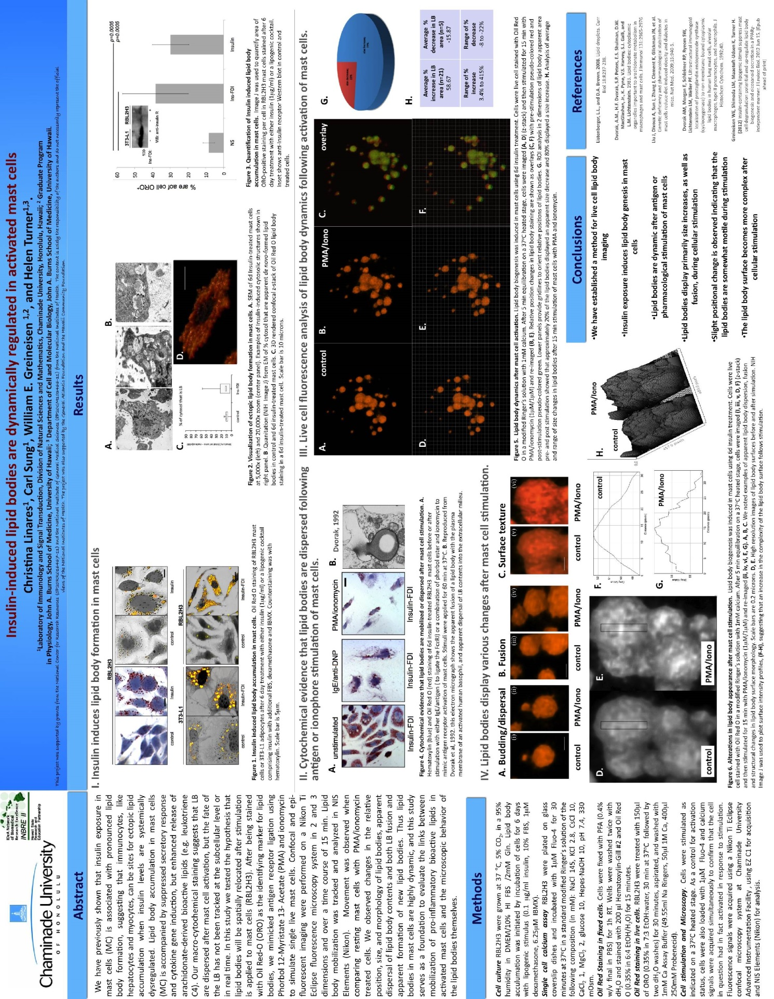 Insulin-induced lipid bodies are dynamically regulated in activated mast cells
Christina Linares1, Carl Sung1, William E. Greineisen 1,2, and Helen Turner1,3.
1Laboratory of Immunology and Signal Transduction, Division of Natural Sciences and Mathematics, Chaminade University, Honolulu, Hawaii; 2 Graduate Program
in Physiology, John A. Burns School of Medicine, University of Hawaii; 3 Department of Cell and Molecular Biology, John A. Burns School of Medicine, University of Hawaii.
This project was supported by grants from the National Center for Research Resources and the National Institute of General Medical Sciences from the National Institutes of Health. The content is solely the responsibility of the authors and do not necessarily represent the official
views of the National Institutes of Health. The project was also supported by the General Atlantic Foundation and the Hawaii Community Foundation.
Chaminade University
OF HONOLULU
IDeA Network
of Biomedical
Research Excellence
INBRE II
Hawaii State
Research and
Education Partnership
Abstract
We have previously shown that insulin exposure in
mast cells (MC) is associated with pronounced lipid
body formation, suggesting that immunocytes, like
hepatocytes and myocytes, can be sites for ectopic lipid
accumulation when insulin levels are systemically
dysregulated. Lipid body accumulation in mast cells
(MC) is accompanied by suppressed secretory response
and cytokine gene induction, but enhanced release of
arachidonate-derived bioactive lipids (e.g. leukotriene
C4). Our macro-cytochemical staining suggests that LB
are dispersed after mast cell activation, but the fate of
the LB has not been tracked at the subcellular level or
in real time. In this study we tested the hypothesis that
lipid bodies will be spatially relocated after stimulation
is applied to mast cells (RBL2H3). After being stained
with Oil Red-O (ORO) as the identifying marker for lipid
bodies, we mimicked antigen receptor ligation using
Phorbol 12-Myristate 13- Acetate (PMA) and ionomycin
to stimulate single live mast cells. Confocal and epi-
fluorescent imaging were performed on a Nikon Ti
Eclipse fluorescence microscopy system in 2 and 3
dimensions and over a time course of 15 min. Lipid
body mobilization was tracked and analyzed in NIS
Elements (Nikon). Movement was observed when
comparing resting mast cells with PMA/ionomycin
treated cells. We observed changes in the relative
position, size, and morphology of lipid bodies, apparent
dispersal of lipid body contents and both LB fusion and
apparent formation of new lipid bodies. Thus lipid
bodies in mast cells are highly dynamic, and this study
serves as a foundation to evaluate the links between
mobilization of pro-inflammatory bioactive lipids in
activated mast cells and the microscopic behavior of
the lipid bodies themselves.
Methods
Cell culture RBL2H3 were grown at 37 °C, 5% CO2, in a 95%
humidity in DMEM/10% HI FBS /2mM Gln. Lipid body
acculumation was initiated by incubation of cells for 6 days
with lipogenic stimulus (0.1 ug/ml insulin, 10% FBS, 1μM
dexamethasone, 6.25μM IBMX).
Single cell calcium assay RBL2H3 were plated on glass
coverslip dishes and incubated with 1μM Fluo-4 for 30
minutes at 37°C in a standard modified Ringer's solution of the
following composition (in mM): NaCl 145, KCl 2.8, CsCl 10,
CaCl2 1, MgCl2 2, glucose 10, Hepes·NaOH 10, pH 7.4, 330
mOsm.
Oil Red Staining in fixed cells. Cells were fixed with PFA (0.4%
w/v final in PBS) for 1h RT. Wells were washed twice with
dH2O and stained with 200 μl Hematoxylin-Gill #2 and Oil Red
O (0.35% in 6:4 EtOH/H2O) for 15 minutes.
Oil Red staining in live cells. RBL2H3 were treated with 150μl
of ORO (0.35% in 7:3 EtOH:water, 30 min at 37°C followed by
two dH2O washes) for 30 minutes, aspirated, and washed with
1mM Ca Assay Buffer (49.55ml Na Ringers, 50μl 1M Ca, 400μl
250mM Probenecid).
Cell stimulation and Microscopy. Cells were stimulated as
indicated on a 37°C heated stage. As a control for activation
status, cells were also loaded with 1μM Fluo-4 and calcium
signals were acquired simultaneously to confirm that the cell
in question had in fact activated in response to stimulation.
Fluorescence signals were acquired using a Nikon Ti Eclipse
confocal microscopy system at Chaminade University
Advanced Instrumentation Facility , using EZ C1 for acquisition
and NIS Elements (Nikon) for analysis.
Results
I. Insulin induces lipid body formation in mast cells
RBL2H3
control
Insulin
control
Insulin
3T3-L1
RBL2H3
control
Insulin-FDI
control
Insulin-FDI
Figure 1. Insulin induced lipid body accumulation in mast cells. Oil Red O staining of RBL2H3 mast
cells or 3T3-L1 adipocytes after 6 day treatment with either insulin (1ug/ml) or a lipogenic cocktail
comprising insulin with additional FBS, dexamethasone and IBMX. Counterstaining was with
hematoxylin. Scale bar is 5μm.
A.
B.
C.
D.
% of cytosol that is LB
90
80
70
60
50
40
30
20
10
0
control
Ins-FDI
Figure 2. Visualization of ectopic lipid body formation in mast cells. A. SEM of 6d Insulin-treated mast cells
at 5,000x (left) and 20,000x zoom (center panel). Examples of Insulin-induced cytosolic structures shown in
right panel. B .Quantitation (NIH Image J) from EM of % cytosol that are apparent de novo-formed lipid
bodies in control and 6d insulin-treated mast cells. C. 3D rendered confocal z-stack of Oil Red O lipid body
staining in a 6d insulin-treated mast cell. Scale bar is 10 microns.
p=0.0005
p=0.0005
60
50
40
30
20
10
0
% are aof cell ORO+
3T3-L1 RBL2H3
100-
Ins-FDI: - + - +
WB: anti-Insulin R
NS
Ins-FDI
Insulin
Figure 3. Quantification of Insulin induced lipid body
accumulation in mast cells. Image J was used to quantify area of
ORO-positive staining per cell in RBL2H3 mast cells stained after 6
day treatment with either insulin (1μg/ml) or a lipogenic cocktail.
Inset shows anti-Insulin receptor Western blot in control and
treated cells.
II. Cytochemical evidence that lipid bodies are dispersed following
antigen or ionophore stimulation of mast cells.
A. unstimulated
IgE/anti-DNP
PMA/ionomycin
B. Dvorak, 1992
Insulin-FDI
Insulin-FDI
Insulin-FDI
Figure 4. Cytochemical evidence that lipid bodies are mobilized or dispersed after mast cell stimulation. A.
Hematoxylin (blue) and Oil Red O (red) staining of 6d insulin-treated RBL2H3 mast cells before or after
stimulation with either IgE/antigen ( to ligate the FcεRI) or a combination of phorbol ester and ionomycin to
mimic antigen receptor activation of mast cells. Stimuli were applied for 60 min at 37°C. B. Reproduced from
Dvorak et al, 1992. this electron micrograph shows the apparent fusion of a lipid body with the plasma
membrane of an activated human basophil, and apparent dispersal of LB contents into the extracellular milieu.
III. Live cell fluorescence analysis of lipid body dynamics following activation of mast cells.
A.
control
B.
PMA/Iono
C.
overlay
D.
E.
F.
G.
size decrease;
size increase;
H.
Average %
increase in LB
area (n=21)
58.67
Average %
decrease in LB
area (n=5)
-15.87
Range of %
increase
3.4% to 415%
Range of %
decrease
-8 to -22%
Figure 5. Lipid body dynamics after mast cell activation. Lipid body biogenesis was induced in mast cells using 6d insulin treatment. Cells were live cell stained with Oil Red
O in a modified Ringer's solution with 1mM calcium. After 5 min equilibration on a 37°C heated stage, cells were imaged (A, D) (z-stack) and then stimulated for 15 min with
PMA/ionomycin (1μM/1μM) and re-imaged (B, E). Relative position changes in lipid body staining are shown as overlays (C, F) with pre-stimulation pseudo-colored red and
post-stimulation pseudo-colored green. Lower panels provide gridlines to orient relative positions of lipid bodies. G. ROI analysis in 2 dimensions of lipid body apparent area
pre- and post stimulation showed that approximately 20% of the lipid bodies displayed an apparent size decrease and 80% displayed a size increase. H. Analysis of average
and range of size changes in lipid bodies after 15 min stimulation of mast cells with PMA and ionomycin.
IV. Lipid bodies display various changes after mast cell stimulation.
A. Budding/dispersal
B. Fusion
C. Surface texture
(i)
(ii)
(iii)
(iv)
(v)
(vi)
control
PMA/Iono
control
PMA/Iono
control
PMA/Iono
D.
control
E.
PMA/Iono
F.
control
Gray Value
Distance (pixels)
G.
PMA/Iono
Gray Value
Distance (pixels)
H.
control
PMA/Iono
Figure 6. Alterations in lipid body appearance after mast cell stimulation. Lipid body biogenesis was induced in mast cells using 6d insulin treatment. Cells were live
cell stained with Oil Red O in a modified Ringer's solution with 1mM calcium. After 5 min equilibration on a 37°C heated stage, cells were imaged (i, iii, v, D, F) (z-stack)
and then stimulated for 15 min with PMA/ionomycin (1μM/1uM) and re-imaged (ii, iv, vi, E, G). A, B, C. We noted examples of apparent lipid body dispersion, fusion
and structural changes in lipid body surface morphology. Scale bars are 0.2 microns. D, E. High resolution images of lipid body surfaces before and after simulation. NIH
Image J was used to plot surface intensity profiles, (F-H), suggesting that an increase in the complexity of the lipid body surface follows stimulation.
Conclusions
•We have established a method for live cell lipid body
imaging
•Insulin exposure induces lipid body genesis in mast
cells
•Lipid bodies are dynamic after antigen or
pharmacological stimulation of mast cells
•Lipid bodies display primarily size increases, as well as
fusion, during cellular stimulation
•Slight positional change is observed indicating that the
lipid bodies are somewhat motile during stimulation
•The lipid body surface becomes more complex after
cellular stimulation
References
Listenberger, L.L., and D.A. Brown. 2008. Lipid droplets. Curr
Biol 18:R237-238.
Dvorak, A.M., H.F. Dvorak, S.P. Peters, E.S. Shulman, D.W.
MacGlashan, Jr., K. Pyne, V.S. Harvey, S.J. Galli, and
L.M. Lichtenstein. 1983. Lipid bodies: cytoplasmic
organelles important to arachidonate metabolism in
macrophages and mast cells. J Immunol 131:2965-2976
Liu J, Divoux A, Sun J, Zhang J, Clement K, Glickman JN, et al.
Genetic deficiency and pharmacological stabilization of
mast cells reduce diet-induced obesity and diabetes in
mice. Nat Med. 2009;15:940-5.
Dvorak AM, Morgan E, Schleimer RP, Ryeom SW,
Lichtenstein LM, Weller PF. Ultrastructural immunogold
localization of prostaglandin endoperoxide synthase
(cyclooxygenase) to non-membrane-bound cytoplasmic
lipid bodies in human lung mast cells, alveolar
macrophages, type II pneumocytes, and neutrophils. J
Histochem Cytochem. 1992;40.
Greineisen WE, Shimoda LM, Maaetoft-Udsen K, Turner H.
(2012) Insulin-containing lipogenic stimuli suppress mast
cell degranulation potential and up-regulate lipid body
biogenesis and eicosanoid secretion in a PPARγ-
independent manner. J Leukoc Biol. 2012 Jun 15. [Epub
ahead of print]